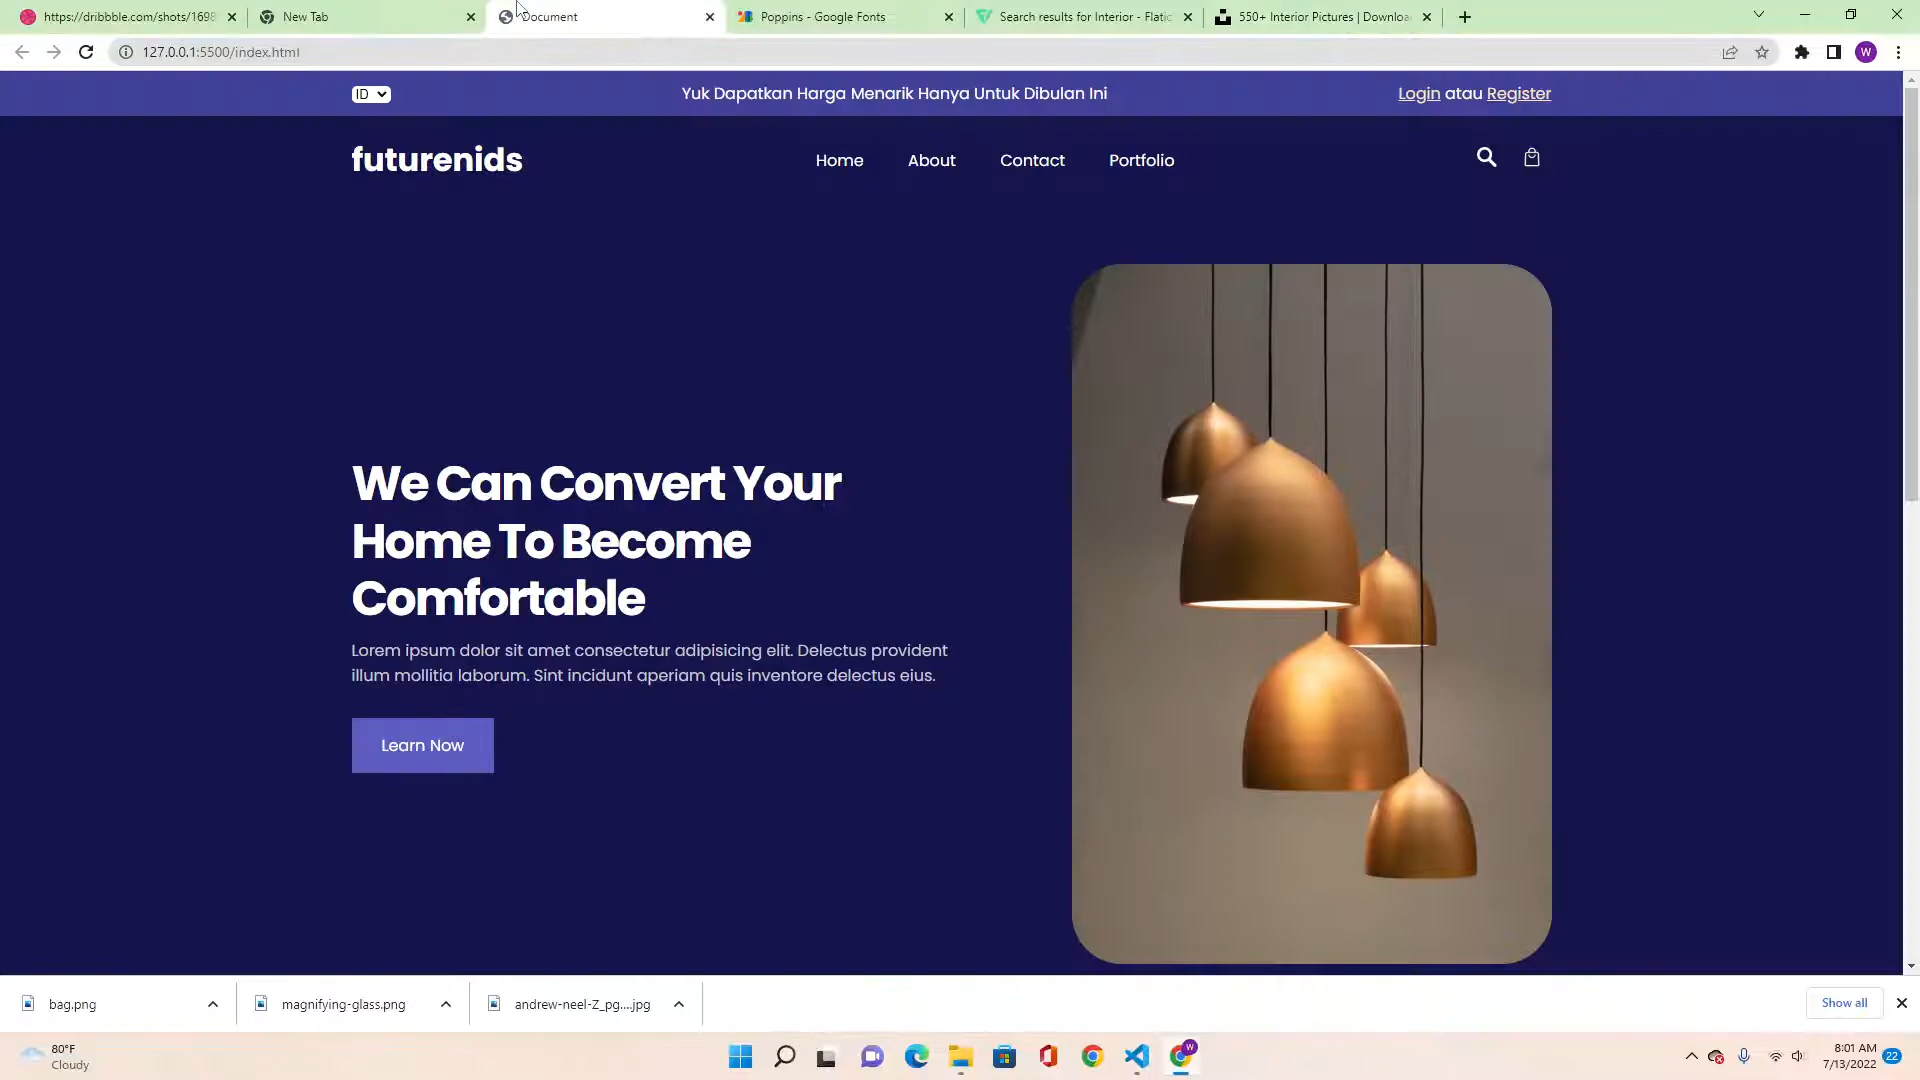 https://dribbble.com/shots/1698
New Tab
Document
Poppins - Google Fonts
Search results for Interior - Flatic
550+ Interior Pictures | Downloa
127.0.0.1:5500/index.html
W
ID
Yuk Dapatkan Harga Menarik Hanya Untuk Dibulan Ini
Login atau Register
futurenids
Home
About
Contact
Portfolio
We Can Convert Your
Home To Become
Comfortable
Lorem ipsum dolor sit amet consectetur adipisicing elit. Delectus provident
illum mollitia laborum. Sint incidunt aperiam quis inventore delectus eius.
Learn Now
bag.png
magnifying-glass.png
andrew-neel-Z_pg....jpg
Show all
80°F
Cloudy
W
8:01 AM
7/13/2022
22